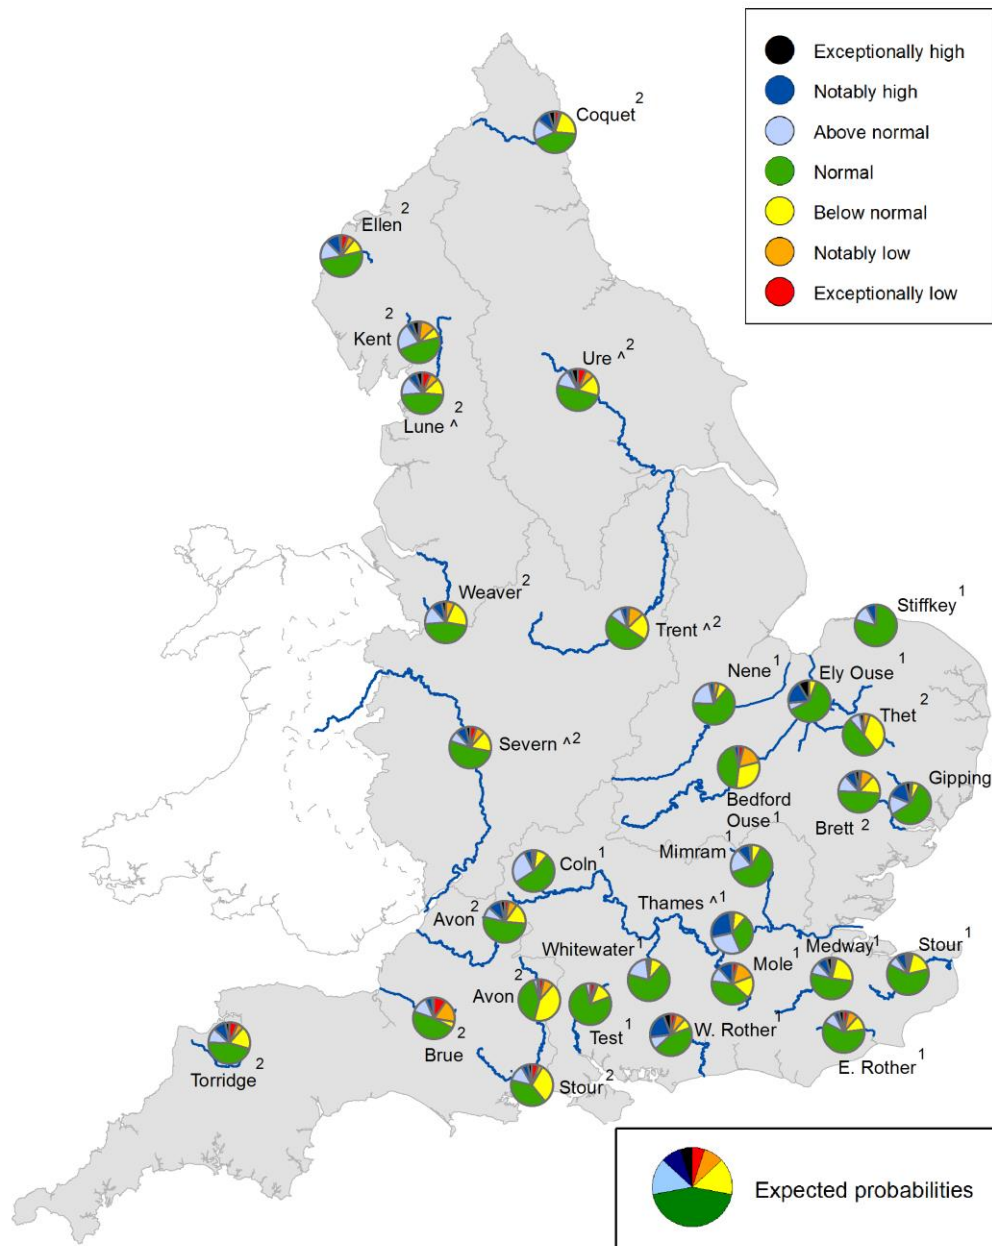 Exceptionally high
Notably high
Above normal
Normal
Below normal
Notably low
Exceptionally low
Coquet 2
Ellen 2
Kent 2
Ure ^ 2
Lune ^ 2
Weaver 2
Trent ^2
Stiffkey 1
Nene 1
Ely Ouse 1
Thet 2
Severn ^2
Bedford
Ouse 1
Brett 2
Gipping
Mimram 1
Coln 1
Avon 2
Thames ^1
Whitewater 1
Medway 1
Stour 1
Mole 1
Avon 2
Test 1
W. Rother 1
E. Rother 1
Brue 2
Torridge 2
Stour 2
Expected probabilities